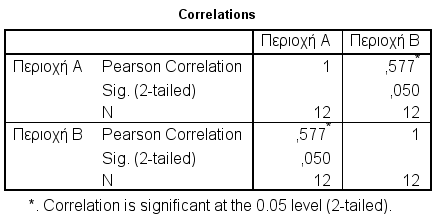 Correlations
Περιοχή Α Περιοχή Β
Περιοχή Α Pearson Correlation 1 ,577*
Sig. (2-tailed) ,050
N 12 12
Περιοχή Β Pearson Correlation ,577* 1
Sig. (2-tailed) ,050
N 12 12
*. Correlation is significant at the 0.05 level (2-tailed).